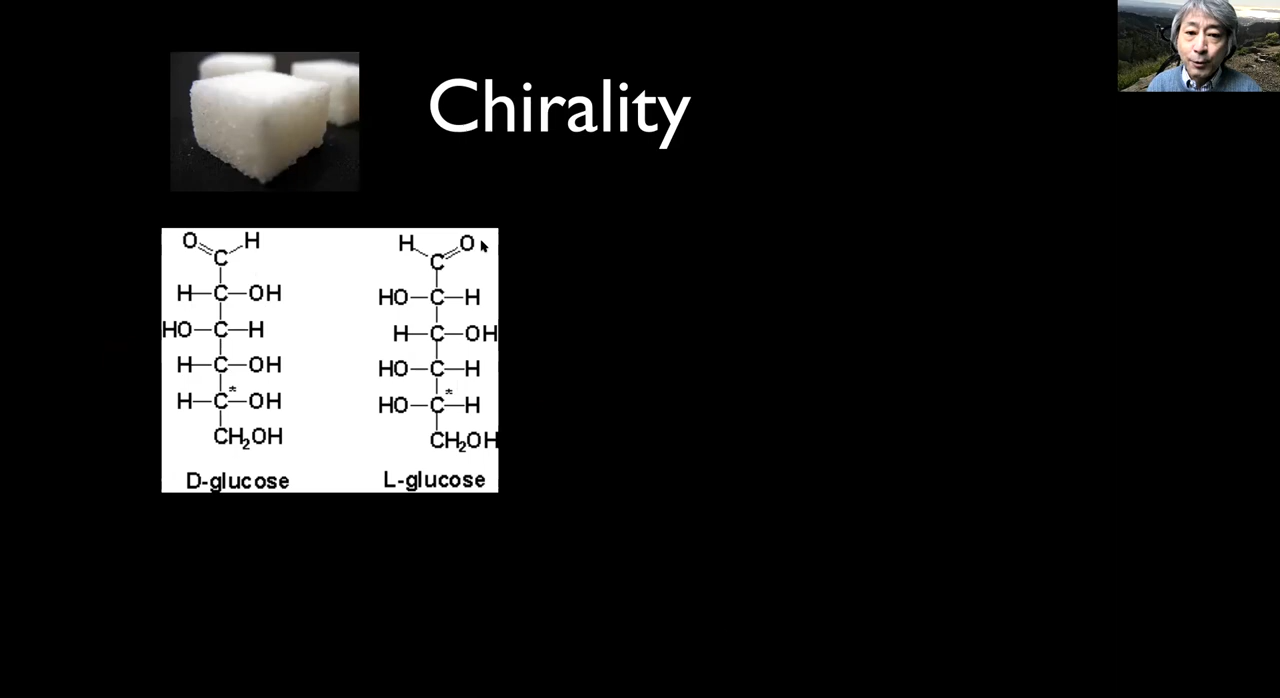 Chirality
O H H O
C C
H-C-OH HO-C-H
HO-C-H H-C-OH
H-C-OH HO-C-H
H-C*-OH HO-C*-H
CH2OH CH2OH
D-glucose L-glucose